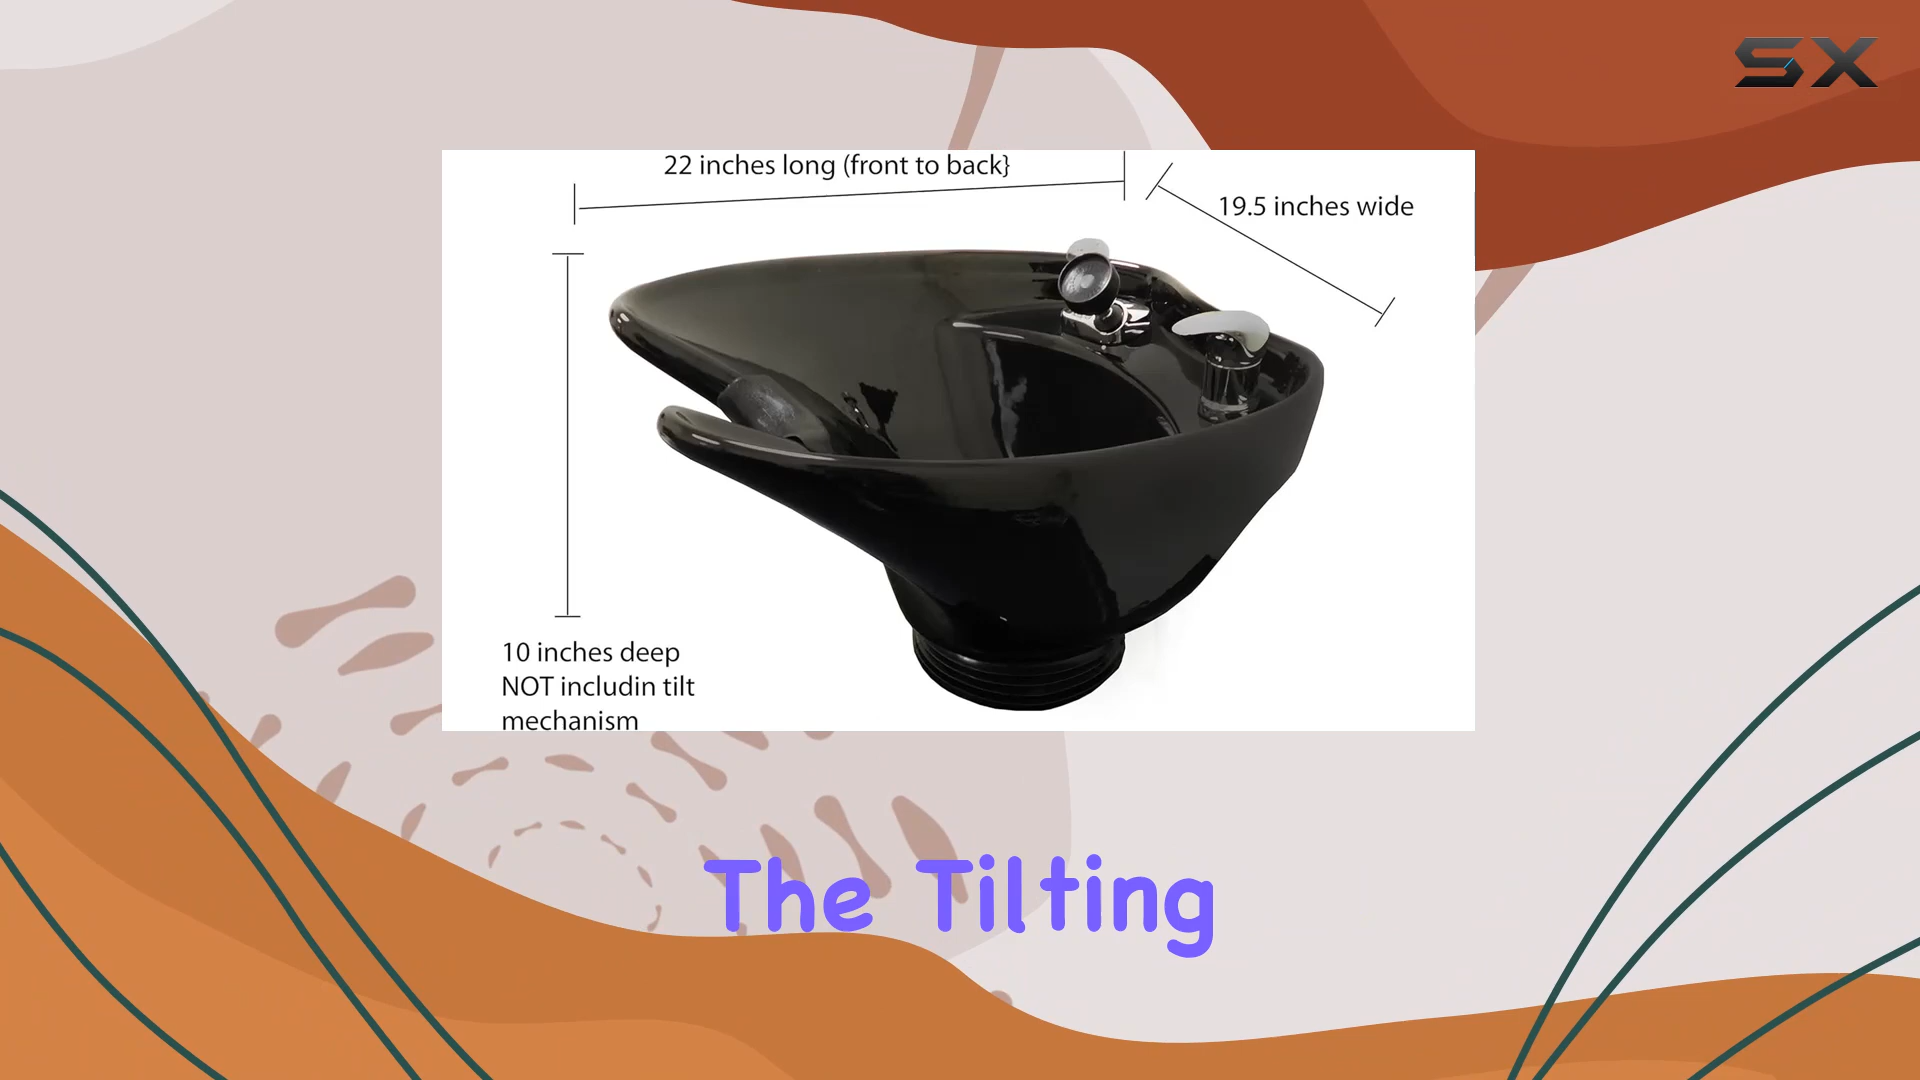 SX
22 inches long (front to back}
19.5 inches wide
10 inches deep
NOT includin tilt
mechanism
The Tilting